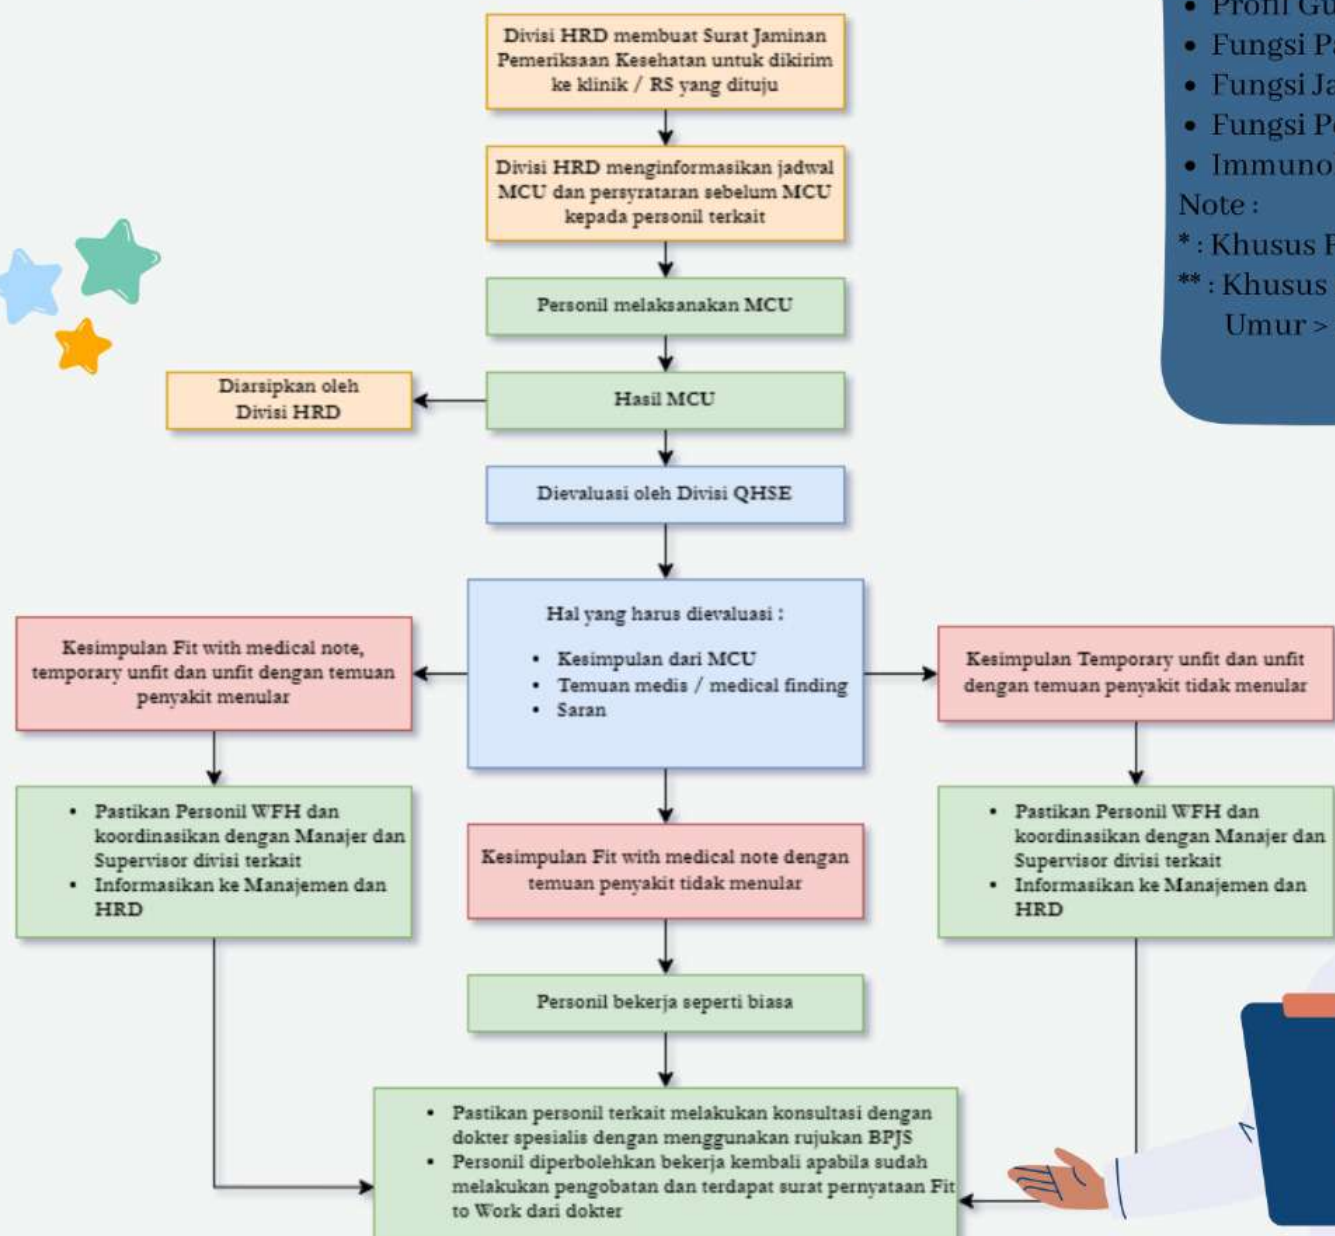 Divisi HRD membuat Surat Jaminan
Pemeriksaan Kesehatan untuk dikirim
ke klinik / RS yang dituju
Divisi HRD menginformasikan jadwal
MCU dan persyrataran sebelum MCU
kepada personil terkait
Personil melaksanakan MCU
Diarsipkan oleh
Divisi HRD
Hasil MCU
Dievaluasi oleh Divisi QHSE
Hal yang harus dievaluasi :
• Kesimpulan dari MCU
• Temuan medis / medical finding
• Saran
Kesimpulan Fit with medical note,
temporary unfit dan unfit dengan temuan
penyakit menular
Kesimpulan Temporary unfit dan unfit
dengan temuan penyakit tidak menular
• Pastikan Personil WFH dan
koordinasikan dengan Manajer dan
Supervisor divisi terkait
• Informasikan ke Manajemen dan
HRD
Kesimpulan Fit with medical note dengan
temuan penyakit tidak menular
• Pastikan Personil WFH dan
koordinasikan dengan Manajer dan
Supervisor divisi terkait
• Informasikan ke Manajemen dan
HRD
Personil bekerja seperti biasa
• Pastikan personil terkait melakukan konsultasi dengan
dokter spesialis dengan menggunakan rujukan BPJS
• Personil diperbolehkan bekerja kembali apabila sudah
melakukan pengobatan dan terdapat surat pernyataan Fit
to Work dari dokter
• Profil
• Fungsi
• Fungsi
• Fungsi
•
Note :
* : Khusus
** : Khusus
Umur >